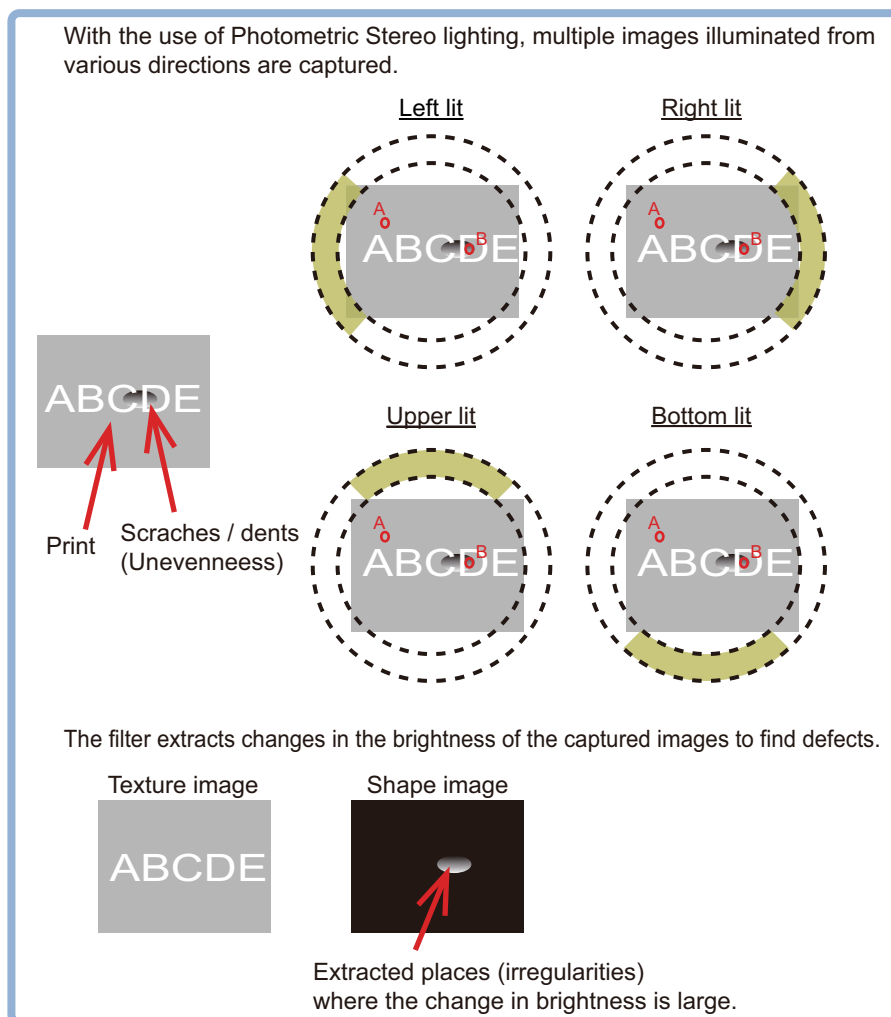 With the use of Photometric Stereo lighting, multiple images illuminated from
various directions are captured.
Left lit
Right lit
A
ABCDE
B
A
ABCDE
B
ABCDE
Print
Scraches / dents
(Unevenneess)
Upper lit
Bottom lit
A
ABCDE
B
A
ABCDE
B
The filter extracts changes in the brightness of the captured images to find defects.
Texture image
Shape image
ABCDE
Extracted places (irregularities)
where the change in brightness is large.